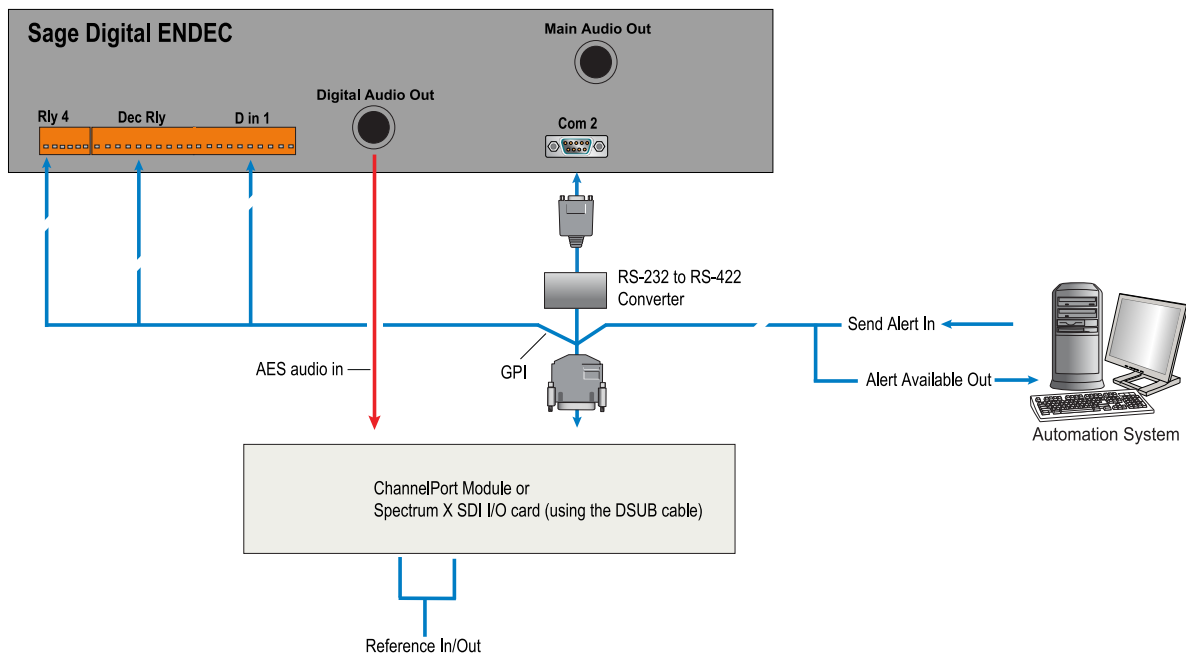 Sage Digital ENDEC
Main Audio Out
Digital Audio Out
Rly 4
Dec Rly
D in 1
Com 2
RS-232 to RS-422
Converter
Send Alert In
AES audio in
GPI
Alert Available Out
Automation System
ChannelPort Module or
Spectrum X SDI I/O card (using the DSUB cable)
Reference In/Out